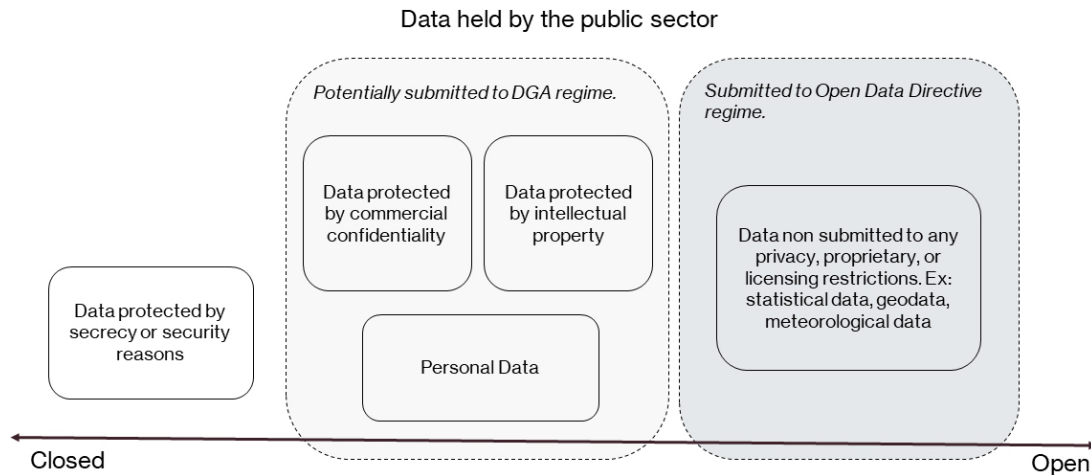 Data held by the public sector
Potentially submitted to DGA regime.
Submitted to Open Data Directive
regime.
Data protected
by commercial
confidentiality
Data protected
by intellectual
property
Data non submitted to any
privacy, proprietary, or
licensing restrictions. Ex:
statistical data, geodata,
meteorological data
Data protected by
secrecy or security
reasons
Personal Data
Closed
Open